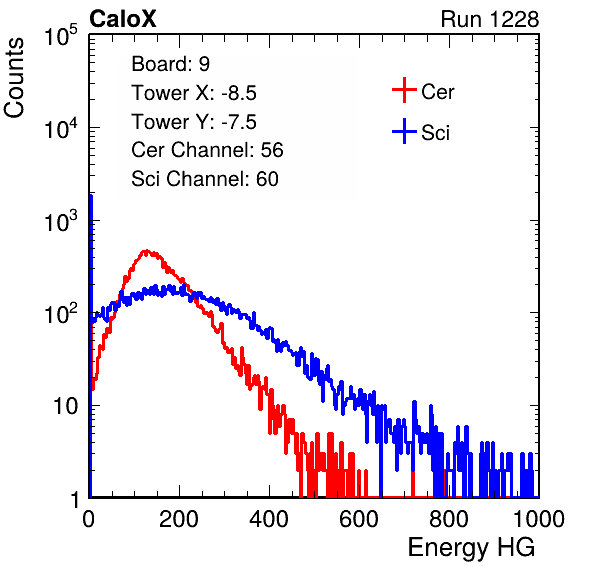 CaloX Run 1228
Counts
10^5
10^4
10^3
10^2
10
1
Board: 9
Tower X: -8.5
Tower Y: -7.5
Cer Channel: 56
Sci Channel: 60
Cer
Sci
0 200 400 600 800 1000
Energy HG